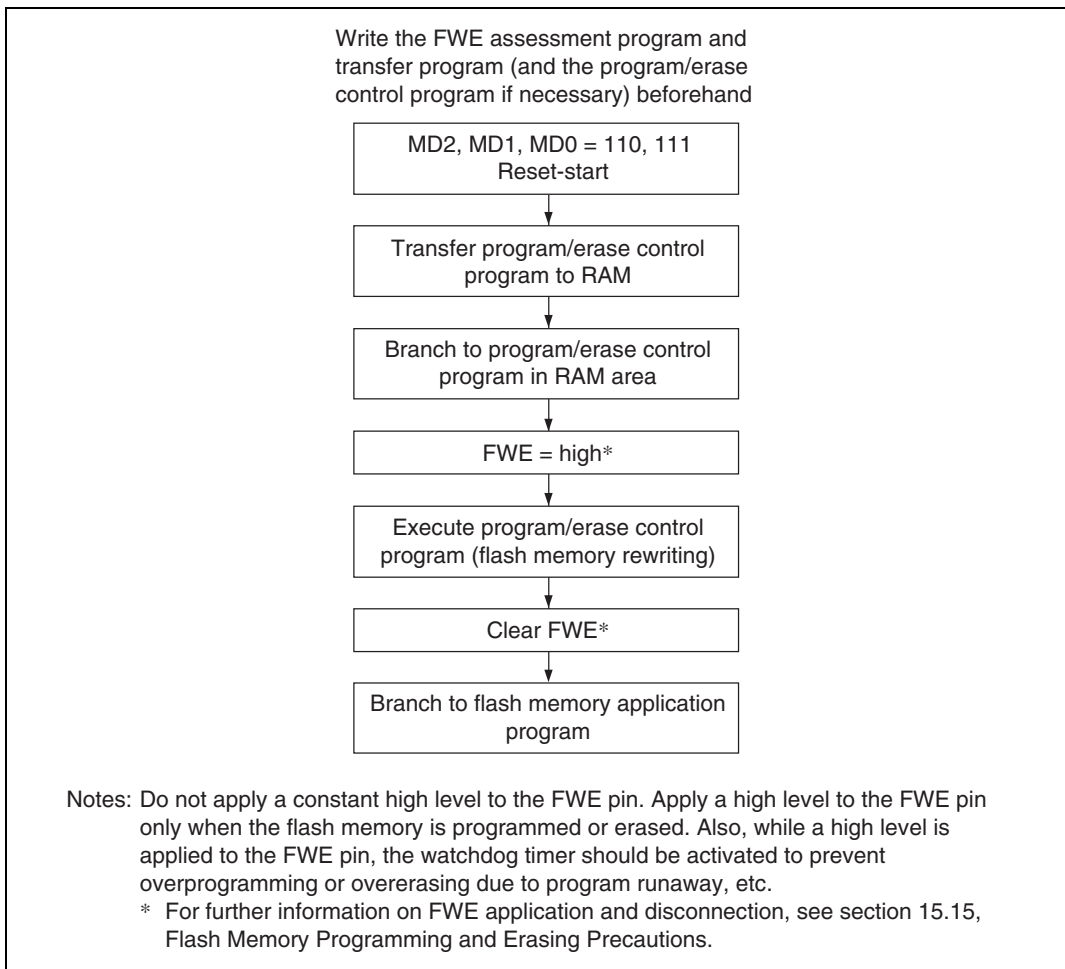 Write the FWE assessment program and
transfer program (and the program/erase
control program if necessary) beforehand
MD2, MD1, MD0 = 110, 111
Reset-start
Transfer program/erase control
program to RAM
Branch to program/erase control
program in RAM area
FWE = high*
Execute program/erase control
program (flash memory rewriting)
Clear FWE*
Branch to flash memory application
program
Notes: Do not apply a constant high level to the FWE pin. Apply a high level to the FWE pin
only when the flash memory is programmed or erased. Also, while a high level is
applied to the FWE pin, the watchdog timer should be activated to prevent
overprogramming or overerasing due to program runaway, etc.
* For further information on FWE application and disconnection, see section 15.15,
Flash Memory Programming and Erasing Precautions.